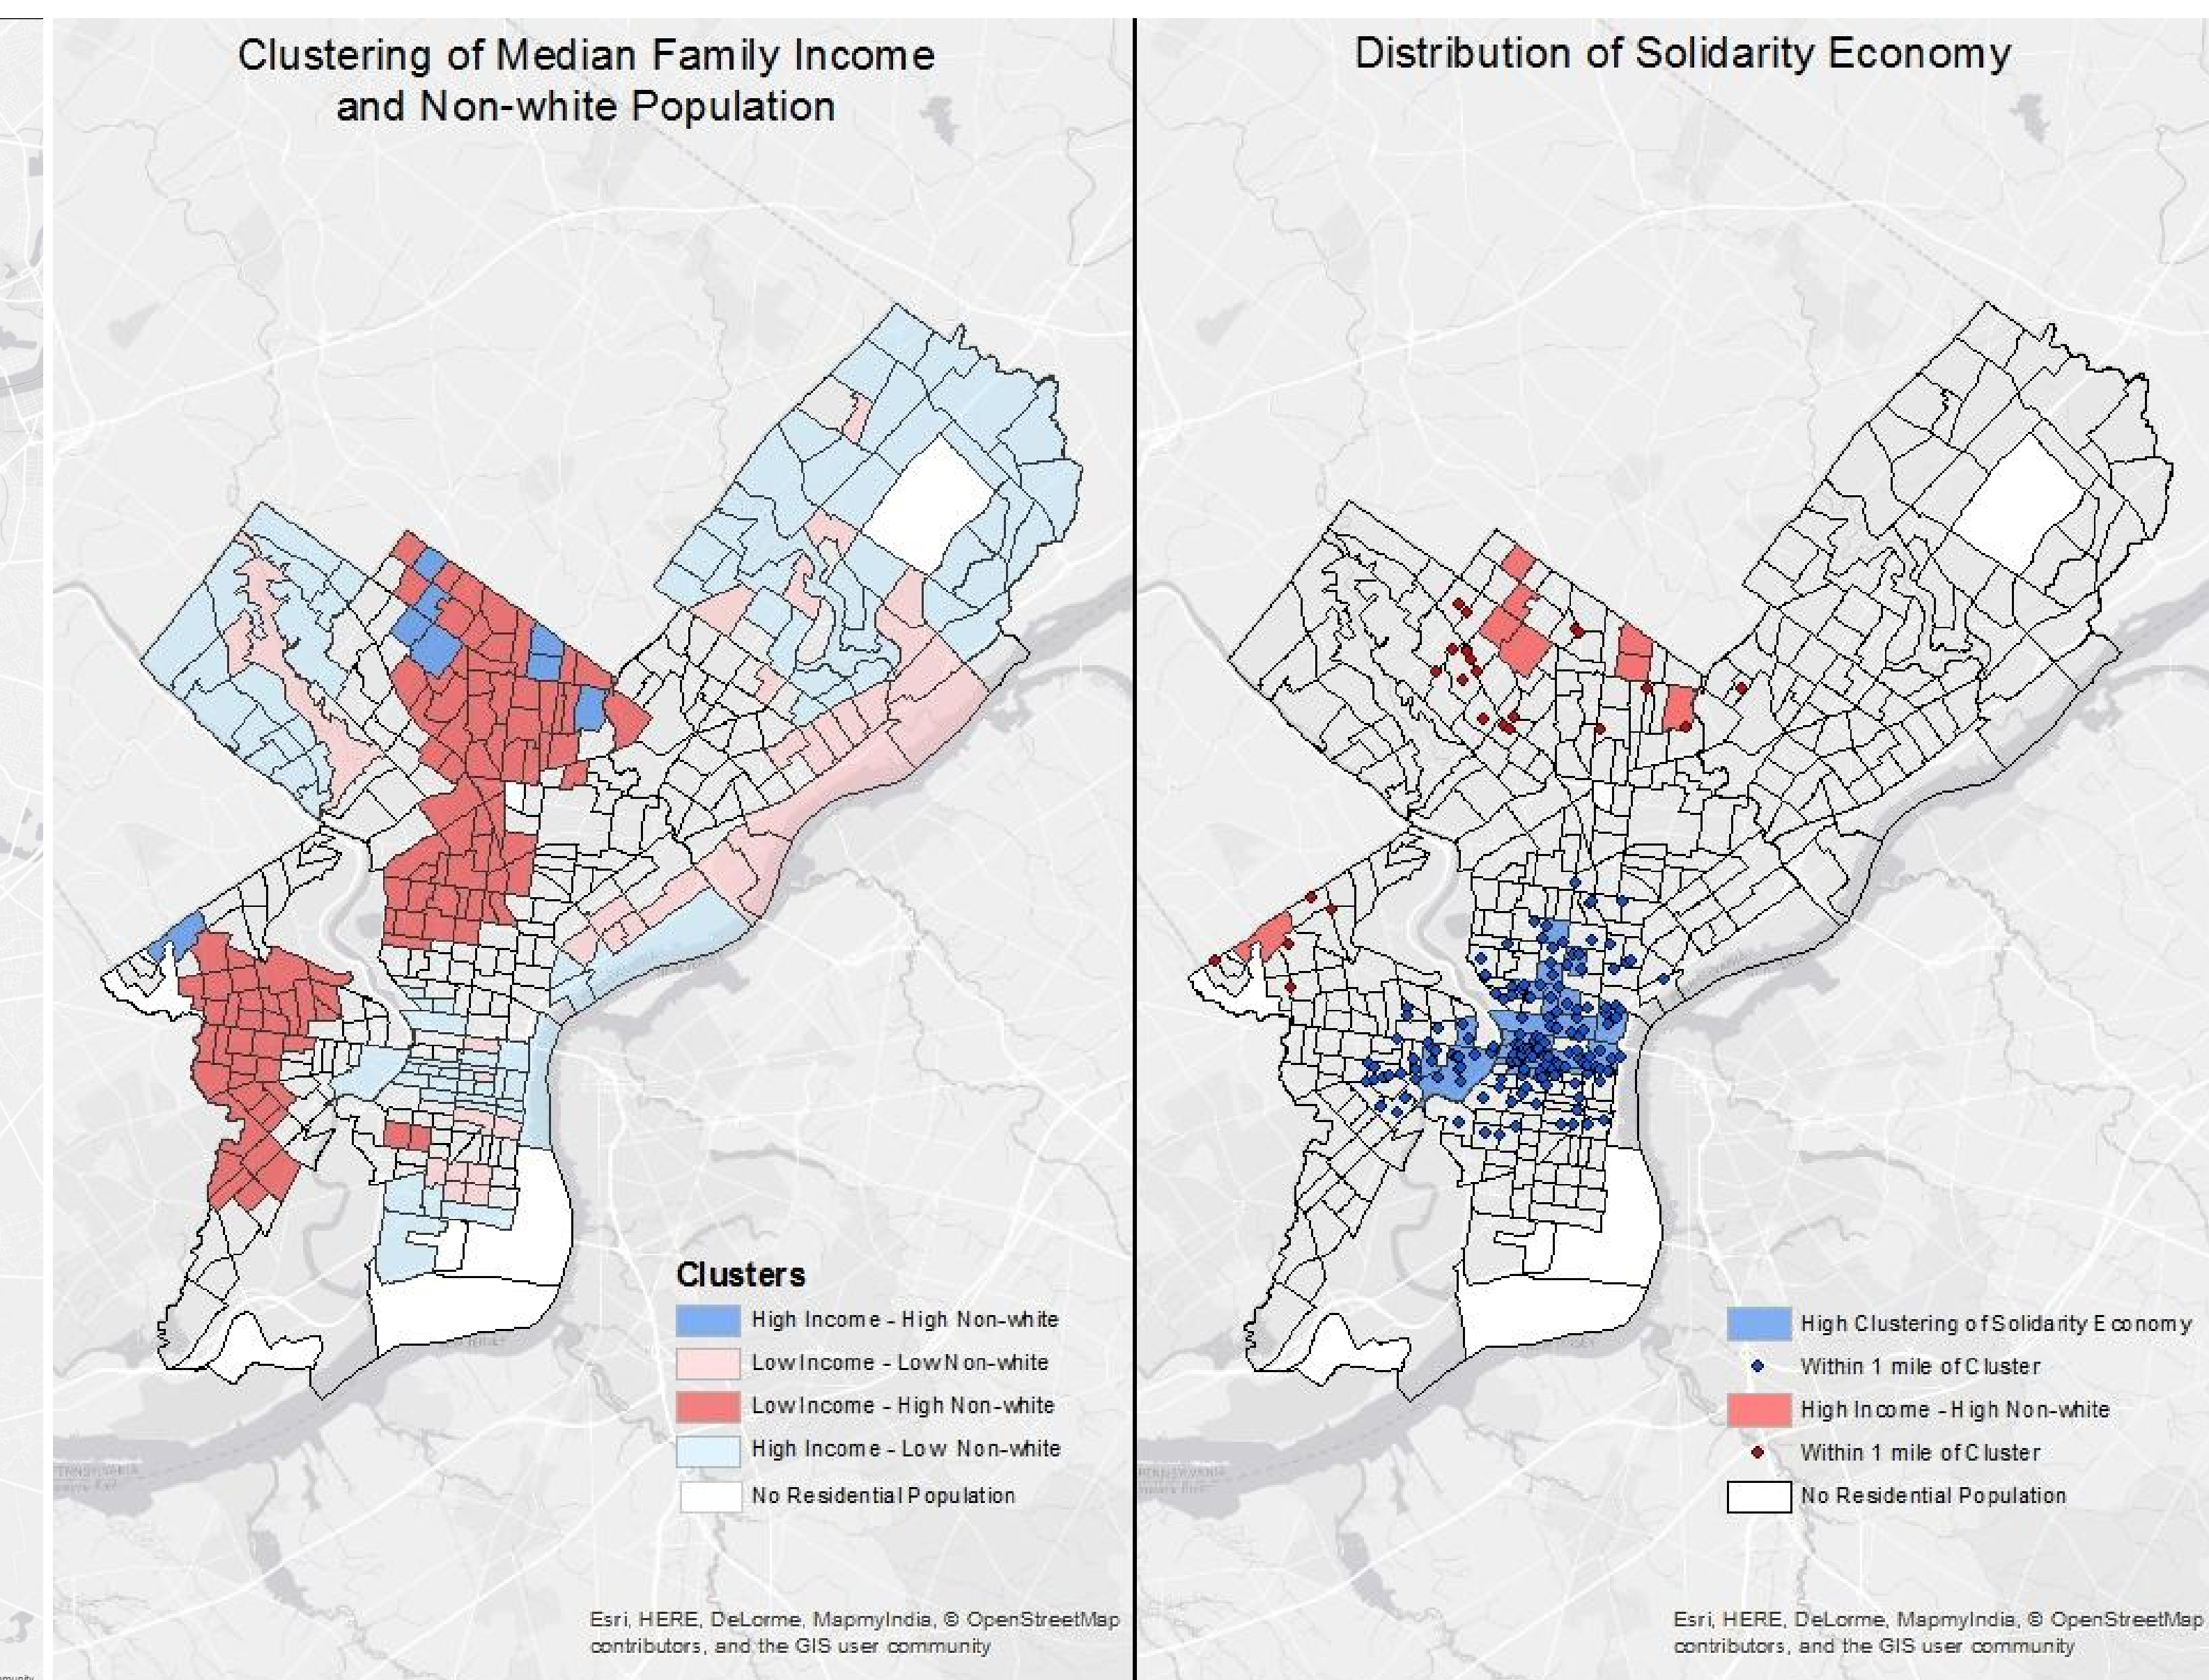 Clustering of Median Family Income
and Non-white Population
Clusters
High Income - High Non-white
Low Income - Low Non-white
Low Income - High Non-white
High Income - Low Non-white
No Residential Population
Esri, HERE, DeLorme, MapmyIndia, © OpenStreetMap
contributors, and the GIS user community
Distribution of Solidarity Economy
High Clustering of Solidarity Economy
Within 1 mile of Cluster
High Income - High Non-white
Within 1 mile of Cluster
No Residential Population
Esri, HERE, DeLorme, MapmyIndia, © OpenStreetMap
contributors, and the GIS user community
PENNSYLVANIA
PENNSYLVANIA